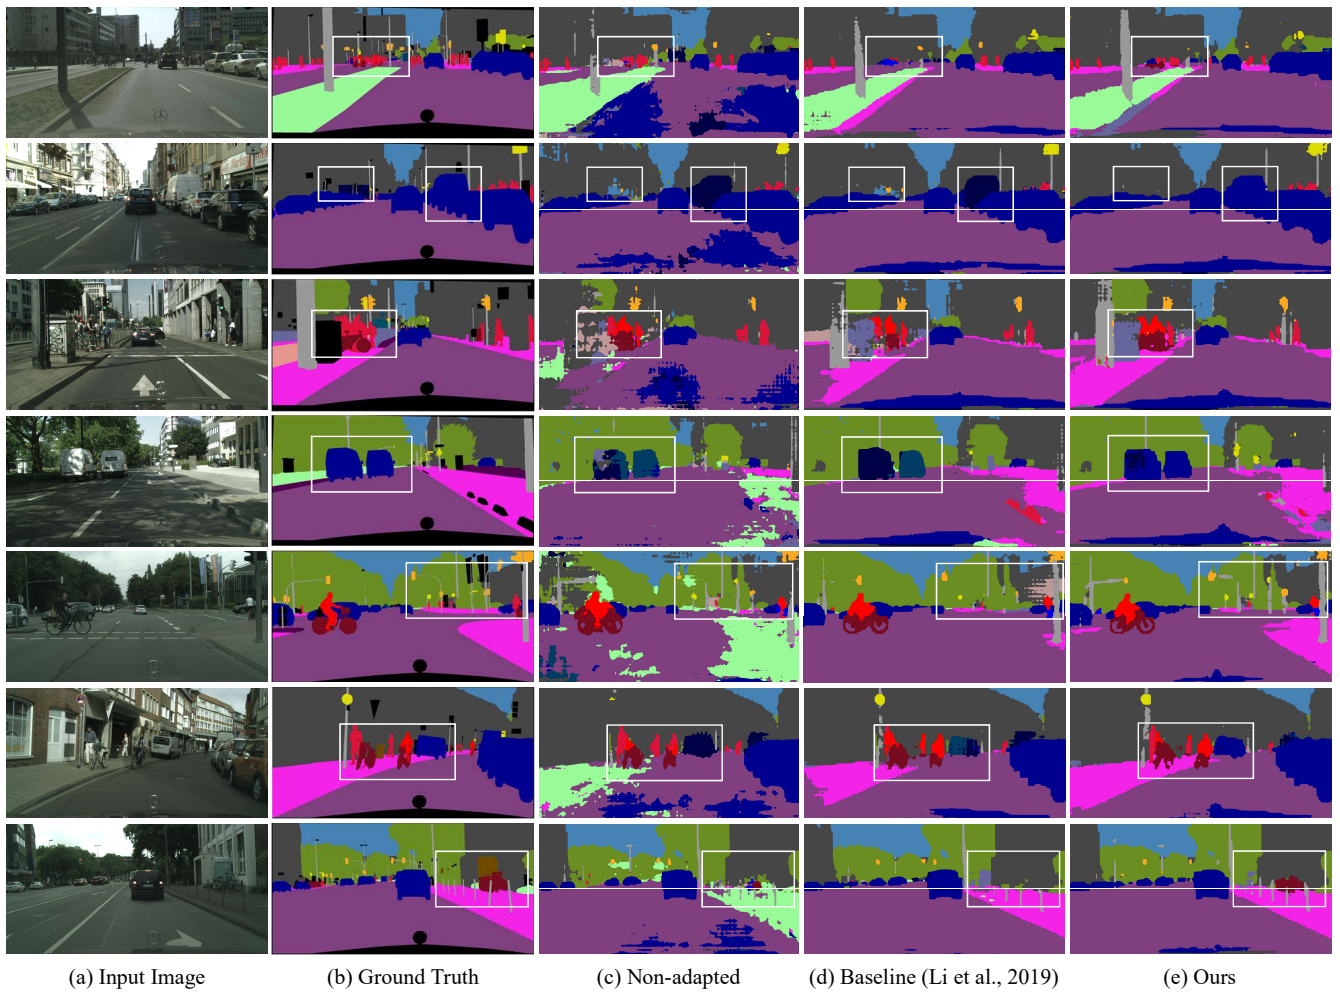 (a) Input Image
(b) Ground Truth
(c) Non-adapted
(d) Baseline (Li et al., 2019)
(e) Ours